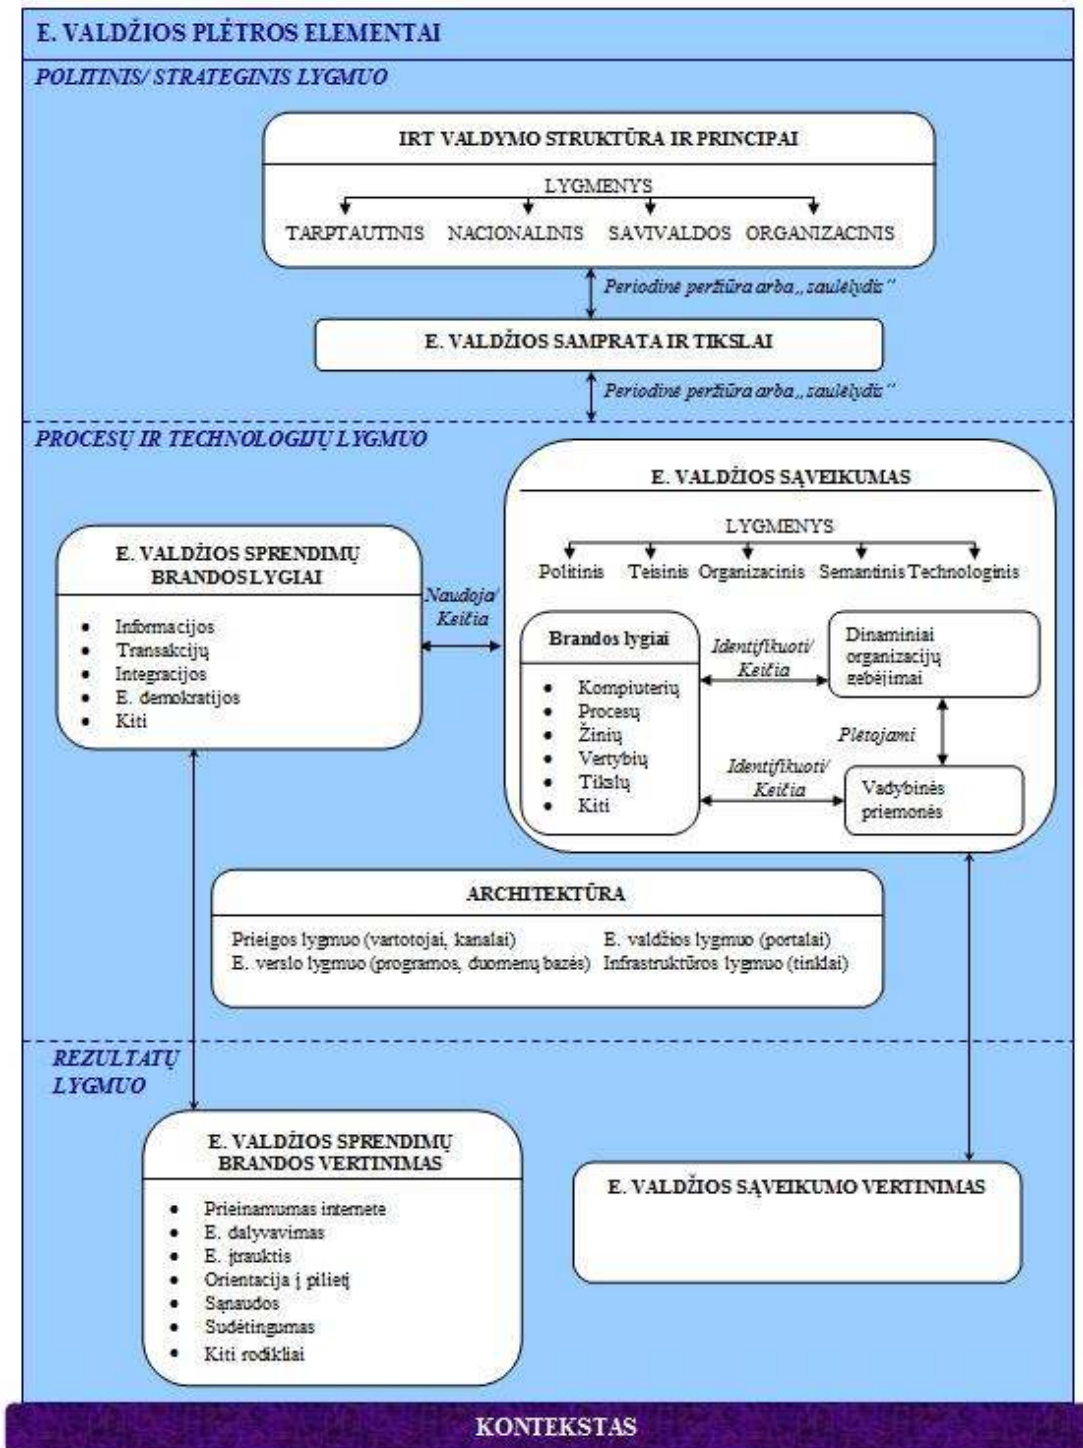 E. VALDŽIOS PLĖTROS ELEMENTAI
POLITINIS/ STRATEGINIS LYGMUO
IRT VALDYMO STRUKTŪRA IR PRINCIPAI
LYGMENYS
TARPTAUTINIS NACIONALINIS SAVIVALDOS ORGANIZACINIS
Periodinė peržiūra arba „saulėlydis"
E. VALDŽIOS SAMPRATA IR TIKSLAI
Periodinė peržiūra arba „saulėlydis"
PROCESŲ IR TECHNOLOGIJŲ LYGMUO
E. VALDŽIOS SPRENDIMŲ
BRANDOS LYGIAI
• Informacijos
• Transakcijų
• Integracijos
• E. demokratijos
• Kiti
Naudoja/
Keičia
E. VALDŽIOS SĄVEIKUMAS
LYGMENYS
Politinis Teisinis Organizacinis Semantinis Technologinis
Brandos lygiai
• Kompiuterių
• Procesų
• Žinių
• Vertybių
• Tikslų
• Kiti
Identifikuoti/
Keičia
Dinaminiai
organizacijų
gebėjimai
Plėtojami
Identifikuoti/
Keičia
Vadybinės
priemonės
ARCHITEKTŪRA
Prieigos lygmuo (vartotojai, kanalai) E. valdžios lygmuo (portalai)
E. verslo lygmuo (programos, duomenų bazės) Infrastruktūros lygmuo (tinklai)
REZULTATŲ
LYGMUO
E. VALDŽIOS SPRENDIMŲ
BRANDOS VERTINIMAS
• Prieinamumas internete
• E. dalyvavimas
• E. įtrauktis
• Orientacija į pilietį
• Sąnaudos
• Sudėtingumas
• Kiti rodikliai
E. VALDŽIOS SĄVEIKUMO VERTINIMAS
KONTEKSTAS